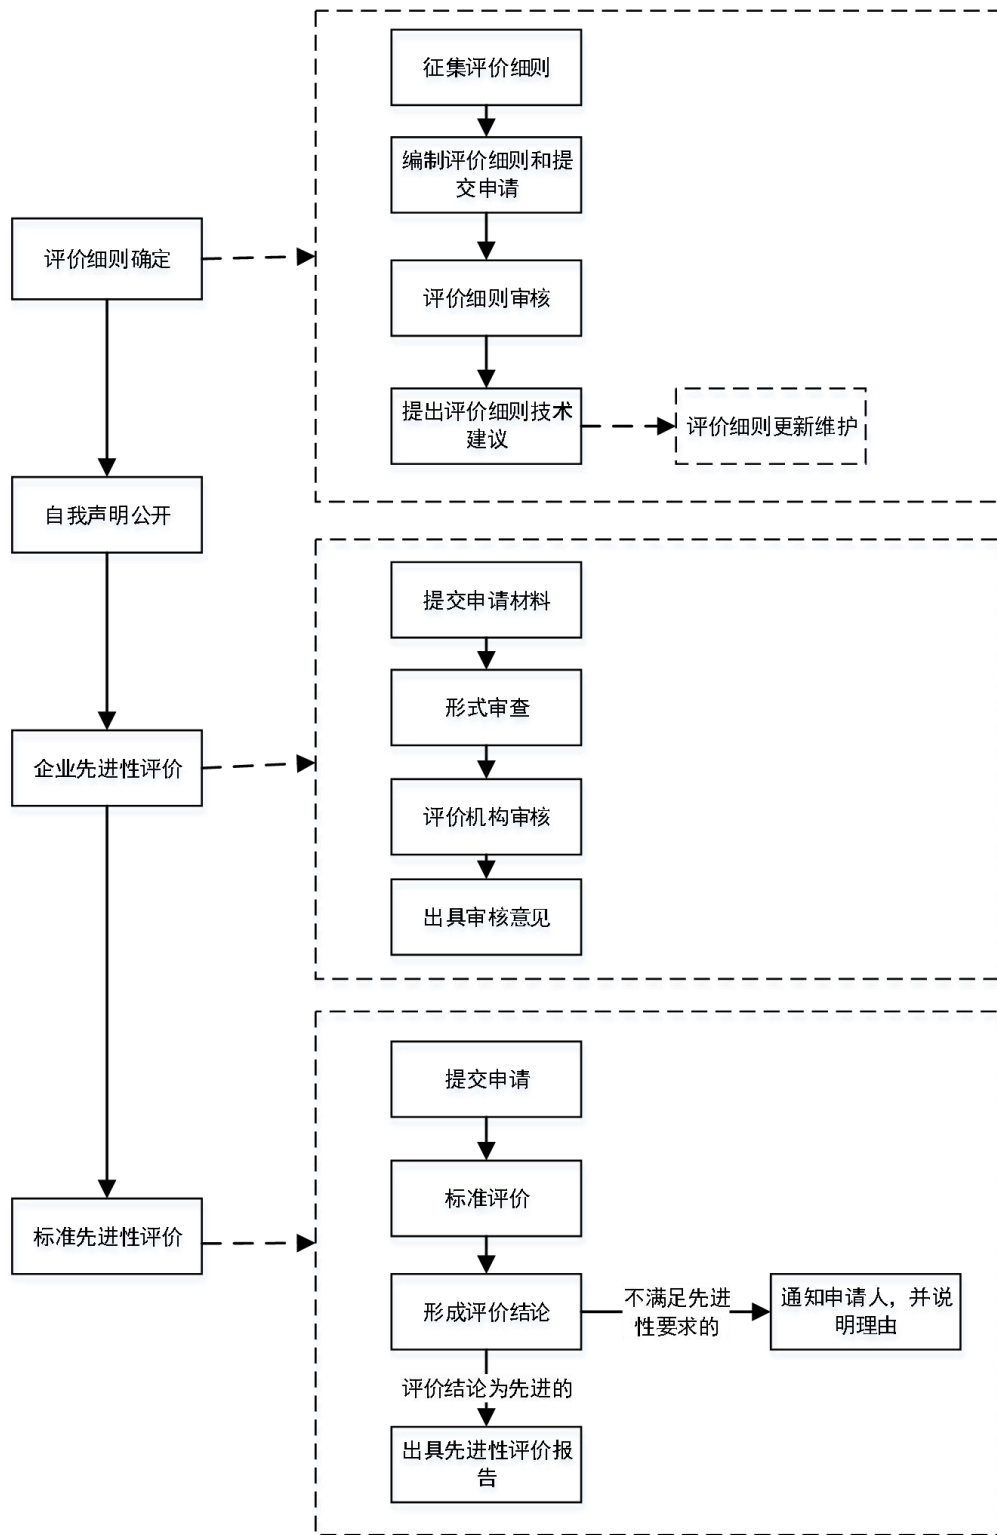 征集评价细则
编制评价细则和提
交申请
评价细则确定
评价细则审核
提出评价细则技术
建议
评价细则更新维护
自我声明公开
提交申请材料
形式审查
企业先进性评价
评价机构审核
出具审核意见
提交申请
标准评价
标准先进性评价
形成评价结论
不满足先进
性要求的
通知申请人，并说
明理由
评价结论为先进的
出具先进性评价报
告